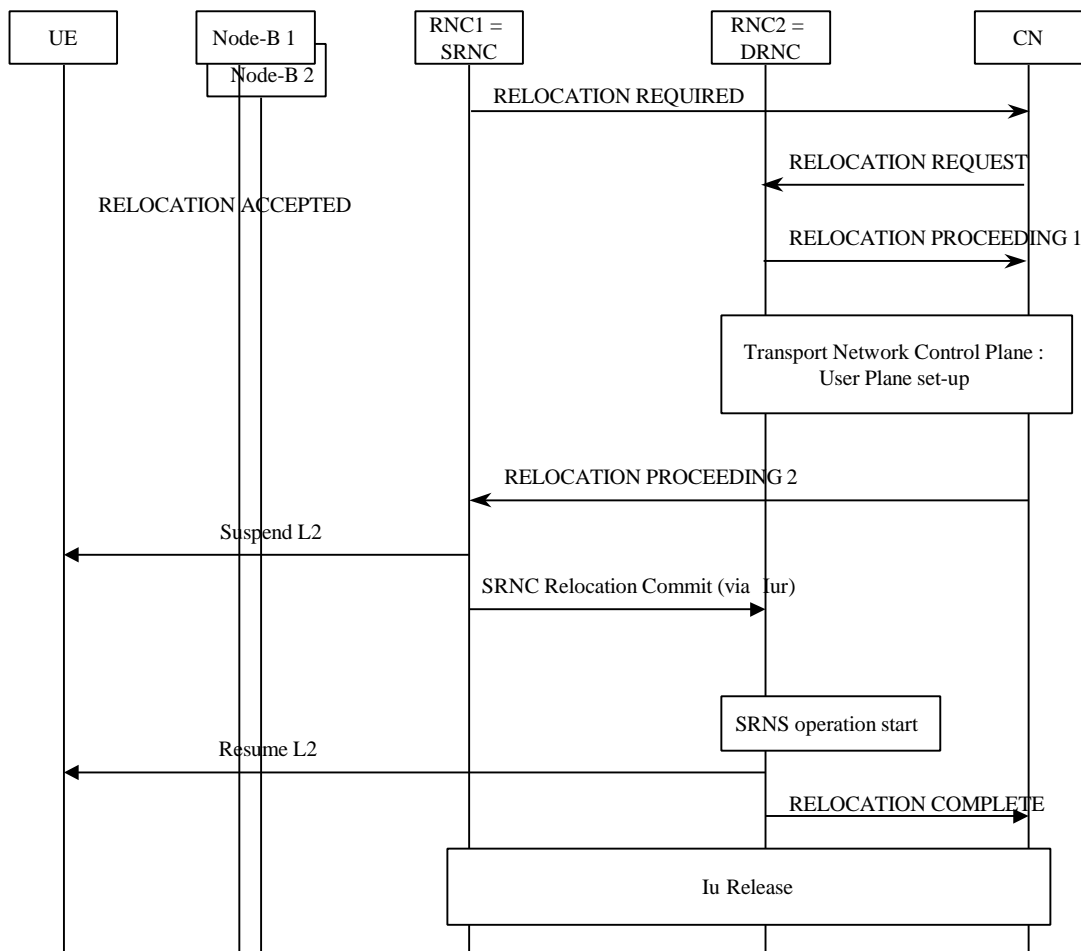 UE
Node-B 1
Node-B 2
RNC1 =
SRNC
RNC2 =
DRNC
CN
RELOCATION REQUIRED
RELOCATION REQUEST
RELOCATION ACCEPTED
RELOCATION PROCEEDING 1
Transport Network Control Plane :
User Plane set-up
RELOCATION PROCEEDING 2
Suspend L2
SRNC Relocation Commit (via Iur)
SRNS operation start
Resume L2
RELOCATION COMPLETE
Iu Release